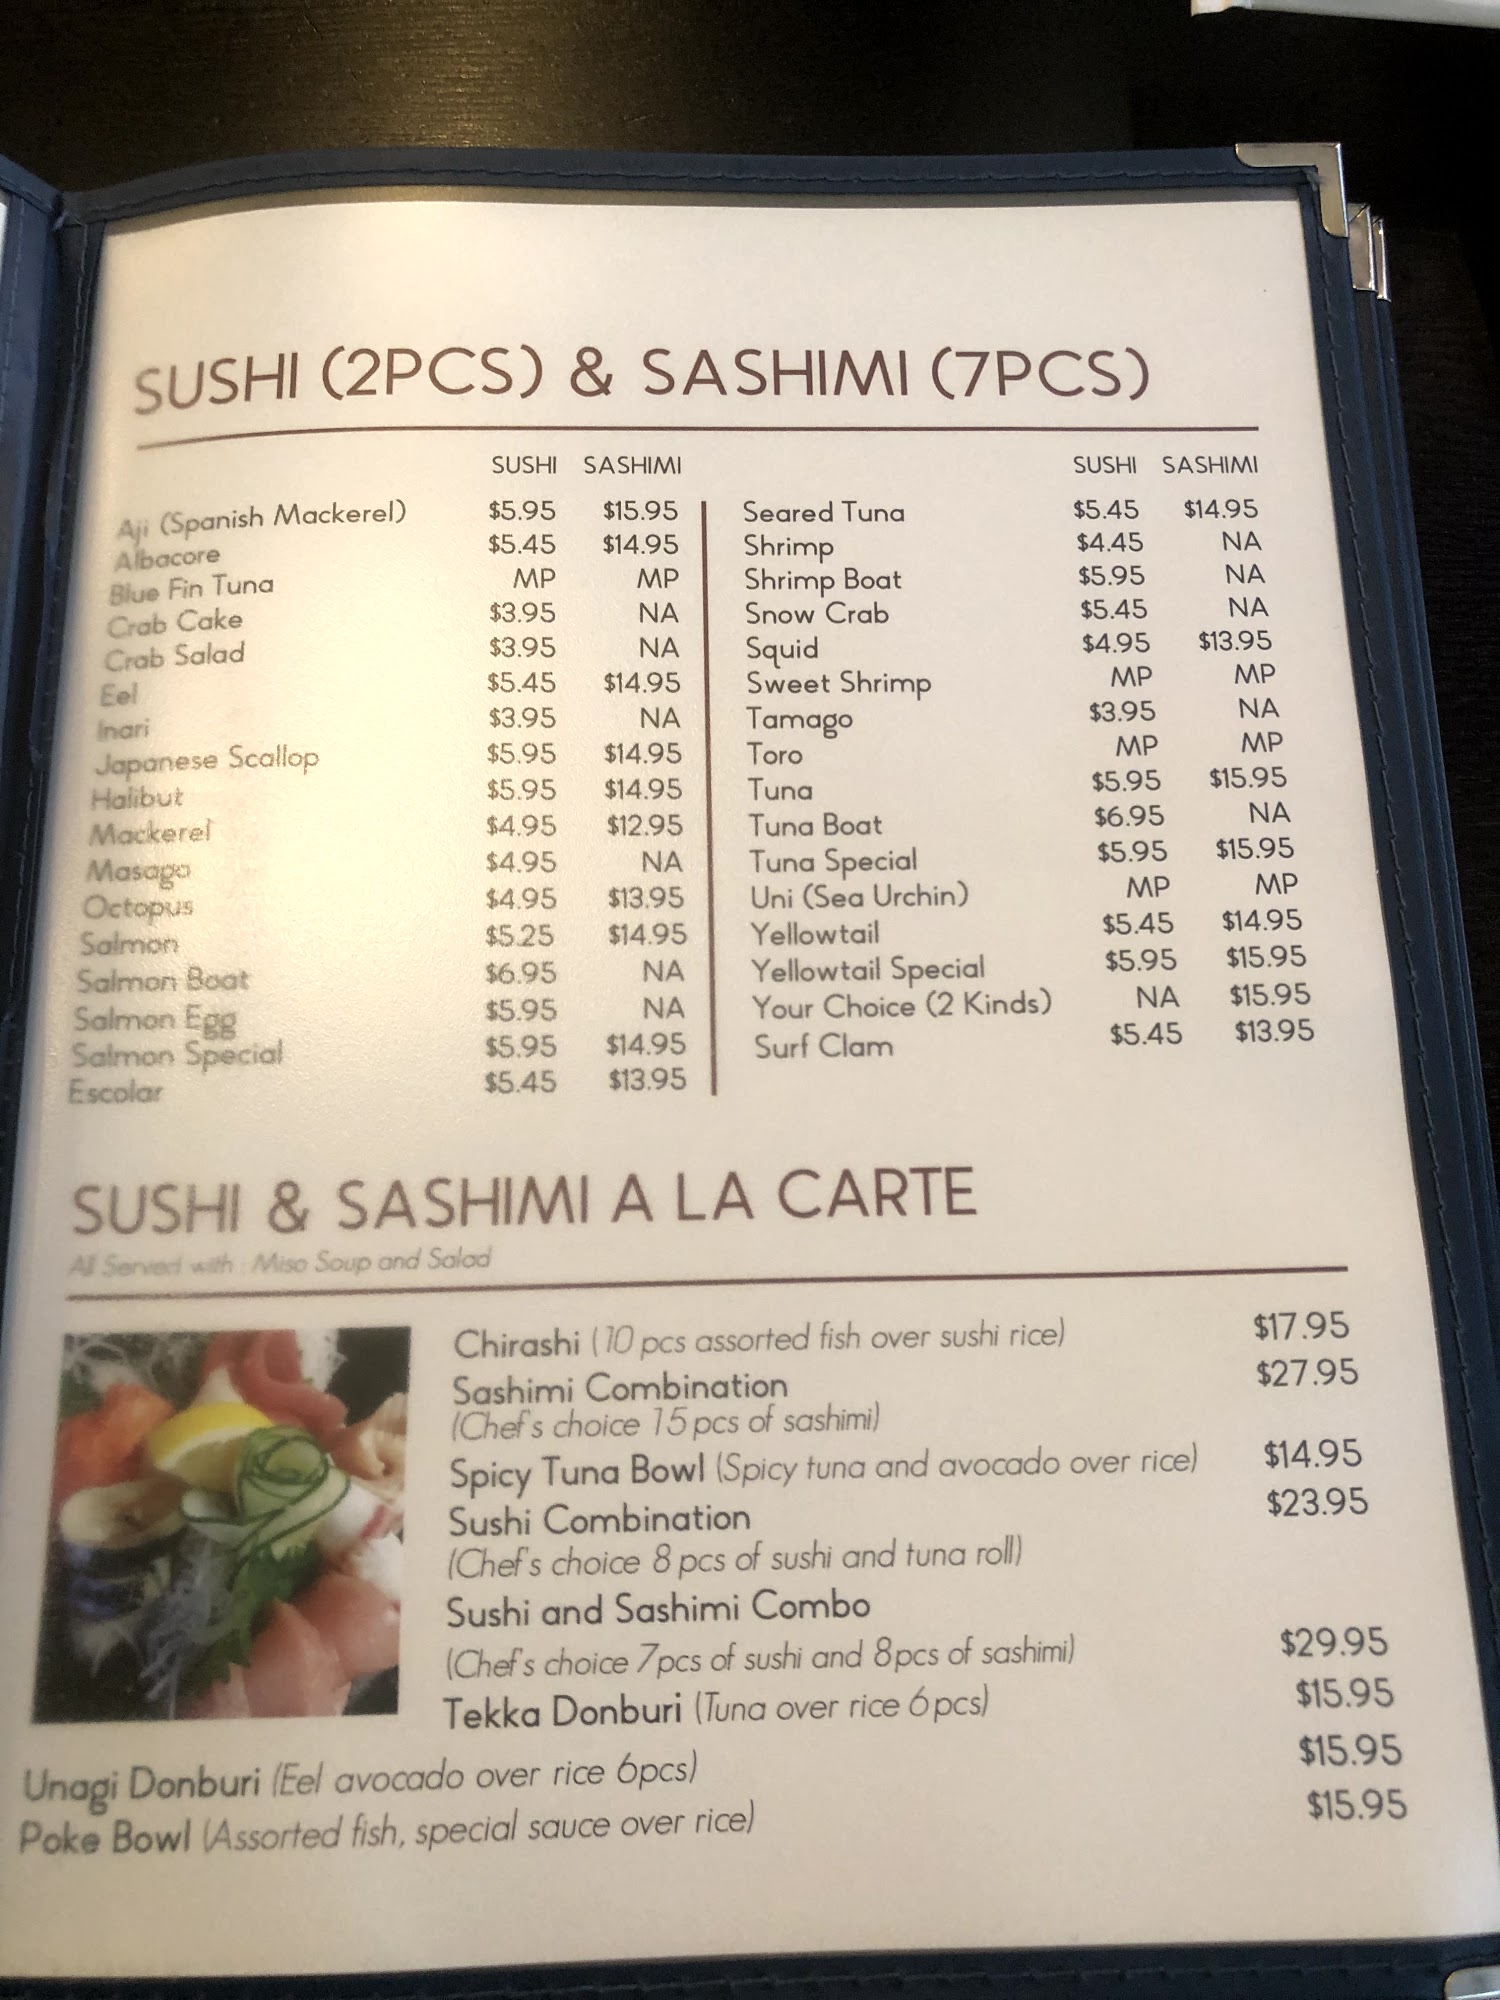 SUSHI (2PCS) & SASHIMI (7PCS)
SUSHI SASHIMI
Aji (Spanish Mackerel) $5.95 $15.95
Albacore $5.45 $14.95
Blue Fin Tuna MP MP
Crab Cake $3.95 NA
Crab Salad $3.95 NA
Eel $5.45 $14.95
Inari $3.95 NA
Japanese Scallop $5.95 $14.95
Halibut $5.95 $14.95
Mackerel $4.95 $12.95
Masago $4.95 NA
Octopus $4.95 $13.95
Salmon $5.25 $14.95
Salmon Boat $6.95 NA
Salmon Egg $5.95 NA
Salmon Special $5.95 $14.95
Escolar $5.45 $13.95
SUSHI SASHIMI
Seared Tuna $5.45 $14.95
Shrimp $4.45 NA
Shrimp Boat $5.95 NA
Snow Crab $5.45 NA
Squid $4.95 $13.95
Sweet Shrimp MP MP
Tamago $3.95 NA
Toro MP MP
Tuna $5.95 $15.95
Tuna Boat $6.95 NA
Tuna Special $5.95 $15.95
Uni (Sea Urchin) MP MP
Yellowtail $5.45 $14.95
Yellowtail Special $5.95 $15.95
Your Choice (2 Kinds) NA $15.95
Surf Clam $5.45 $13.95
SUSHI & SASHIMI A LA CARTE
All Served with : Miso Soup and Salad
Chirashi (10 pcs assorted fish over sushi rice) $17.95
Sashimi Combination $27.95
(Chef's choice 15 pcs of sashimi)
Spicy Tuna Bowl (Spicy tuna and avocado over rice) $14.95
Sushi Combination $23.95
(Chef's choice 8 pcs of sushi and tuna roll)
Sushi and Sashimi Combo
(Chef's choice 7pcs of sushi and 8pcs of sashimi) $29.95
Tekka Donburi (Tuna over rice 6pcs) $15.95
Unagi Donburi (Eel avocado over rice 6pcs) $15.95
Poke Bowl (Assorted fish, special sauce over rice) $15.95